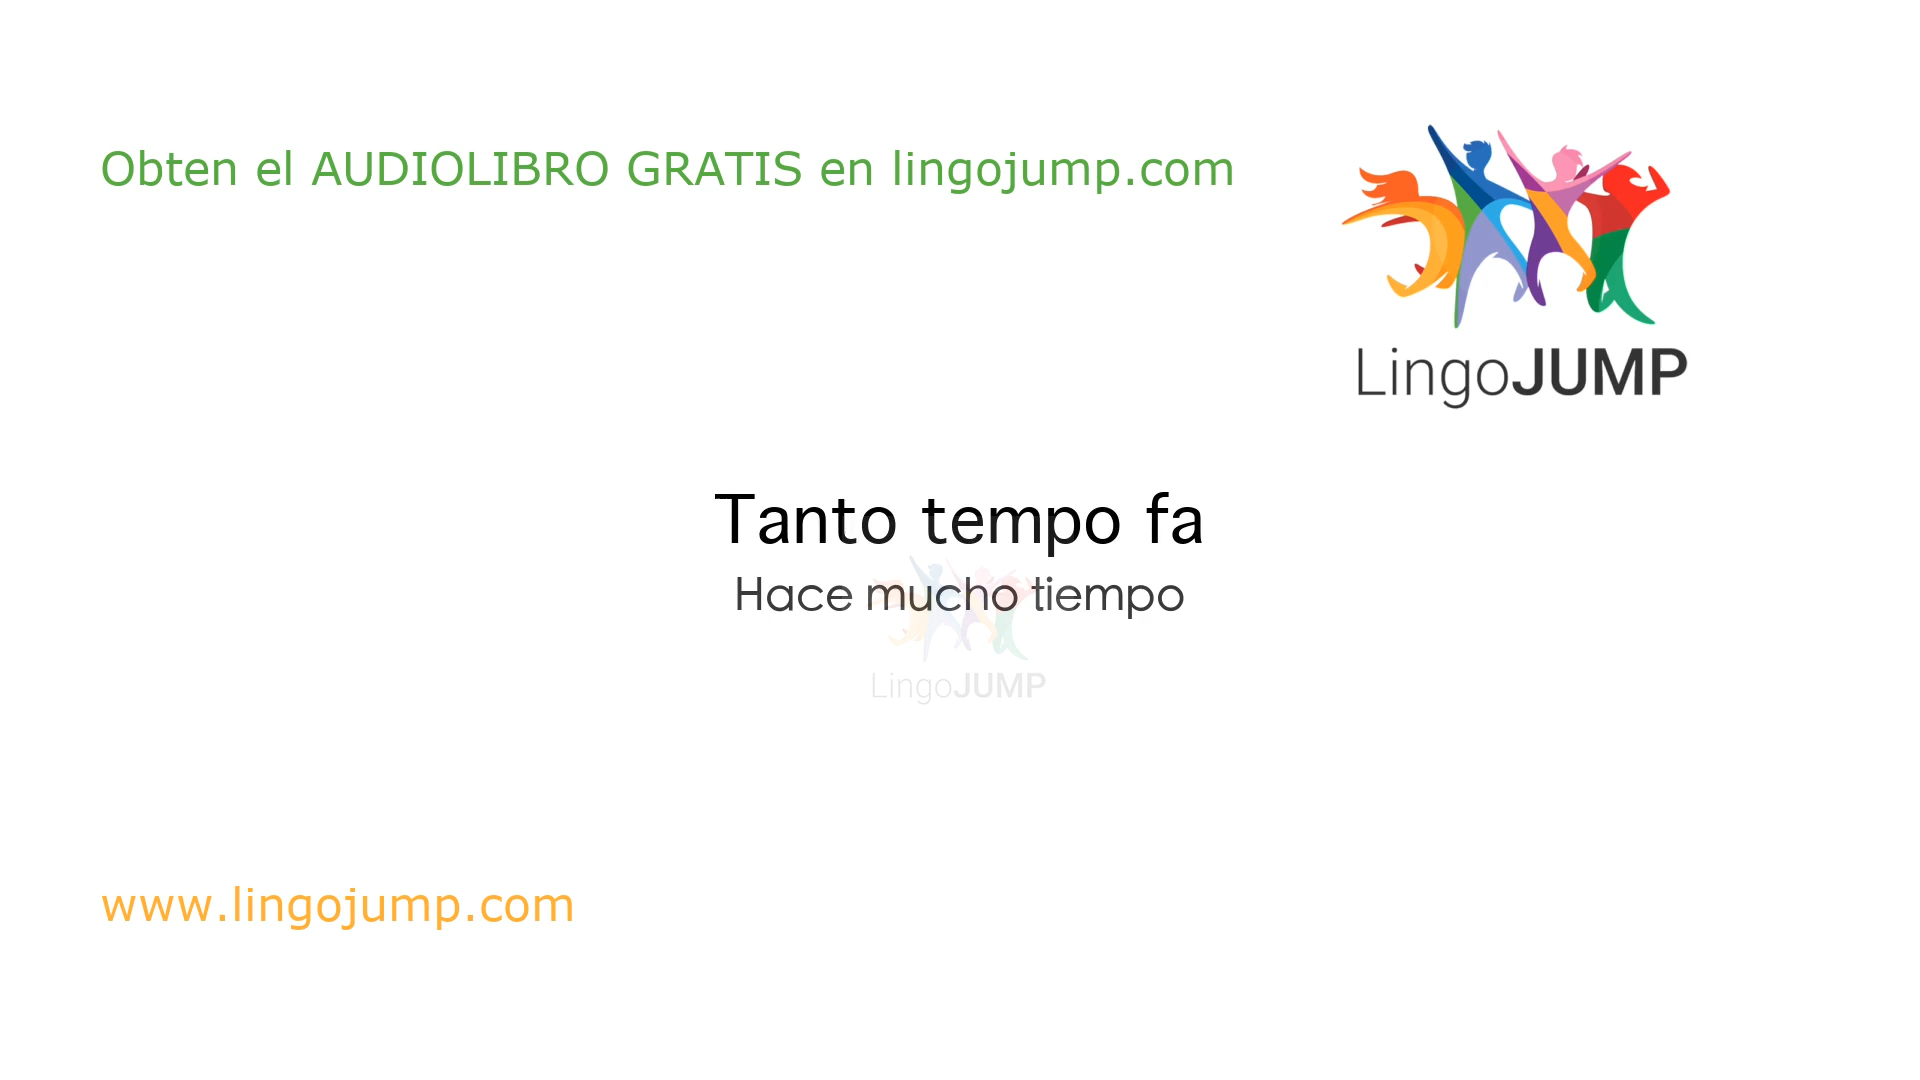 Obten el AUDIOLIBRO GRATIS en lingojump.com
LingoJUMP
Tanto tempo fa
Hace mucho tiempo
LingoJUMP
www.lingojump.com